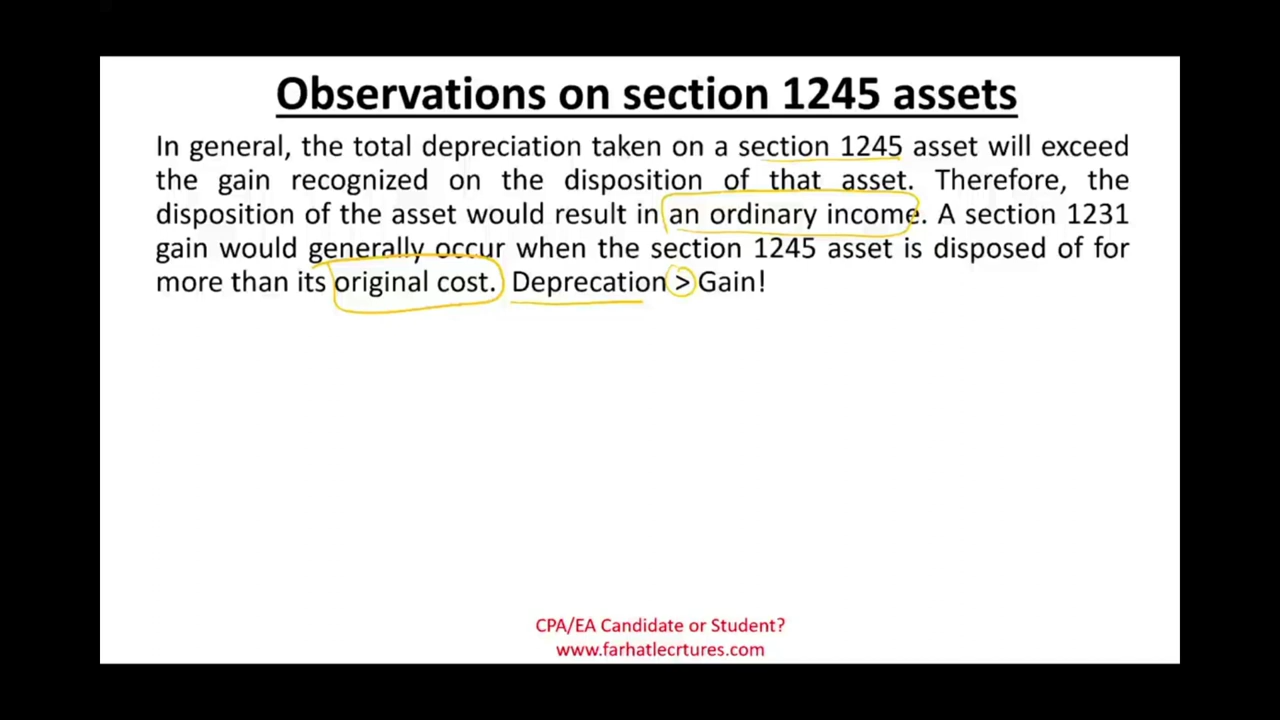 Observations on section 1245 assets
In general, the total depreciation taken on a section 1245 asset will exceed
the gain recognized on the disposition of that asset. Therefore, the
disposition of the asset would result in an ordinary income. A section 1231
gain would generally occur when the section 1245 asset is disposed of for
more than its original cost. Deprecation > Gain!
CPA/EA Candidate or Student?
www.farhatlecrtures.com